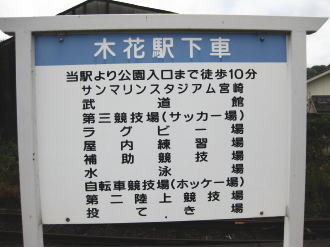 木花駅下車
当駅より公園入口まで徒歩10分
サンマリンスタジアム宮崎
武道館
第三競技場(サッカー場)
ラグビー場
屋内練習場
補助競技場
水泳場
自転車競技場(ホッケー場)
第二陸上競技場
投てき場